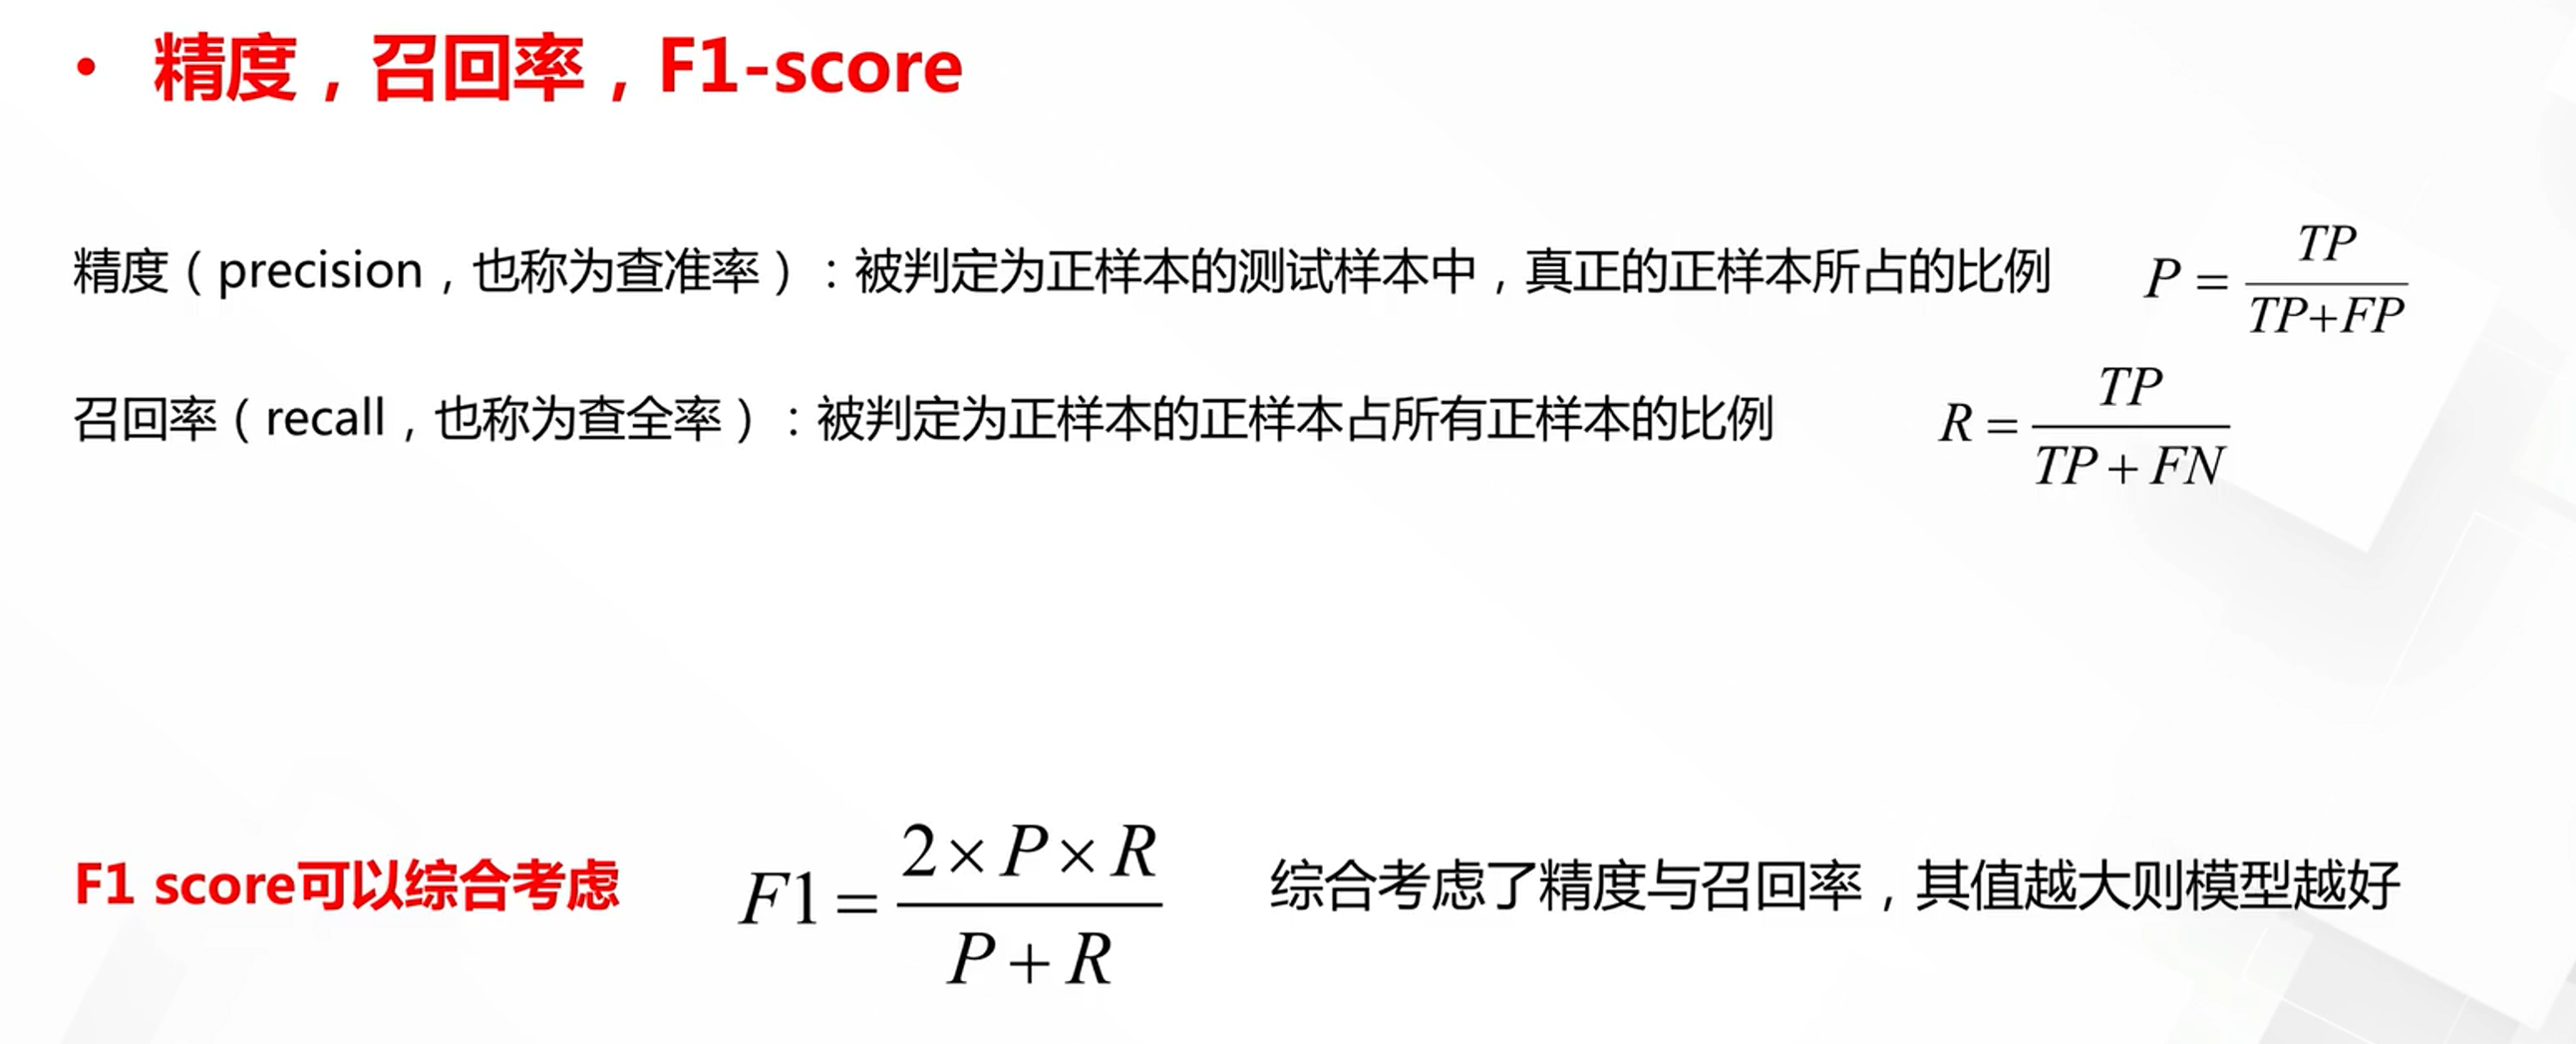 • 精度，召回率，F1-score
精度（precision，也称为查准率）：被判定为正样本的测试样本中，真正的正样本所占的比例 P = TP / TP+FP
召回率（recall，也称为查全率）：被判定为正样本的正样本占所有正样本的比例 R = TP / TP + FN
F1 score可以综合考虑 F1 = 2×P×R / P + R 综合考虑了精度与召回率，其值越大则模型越好